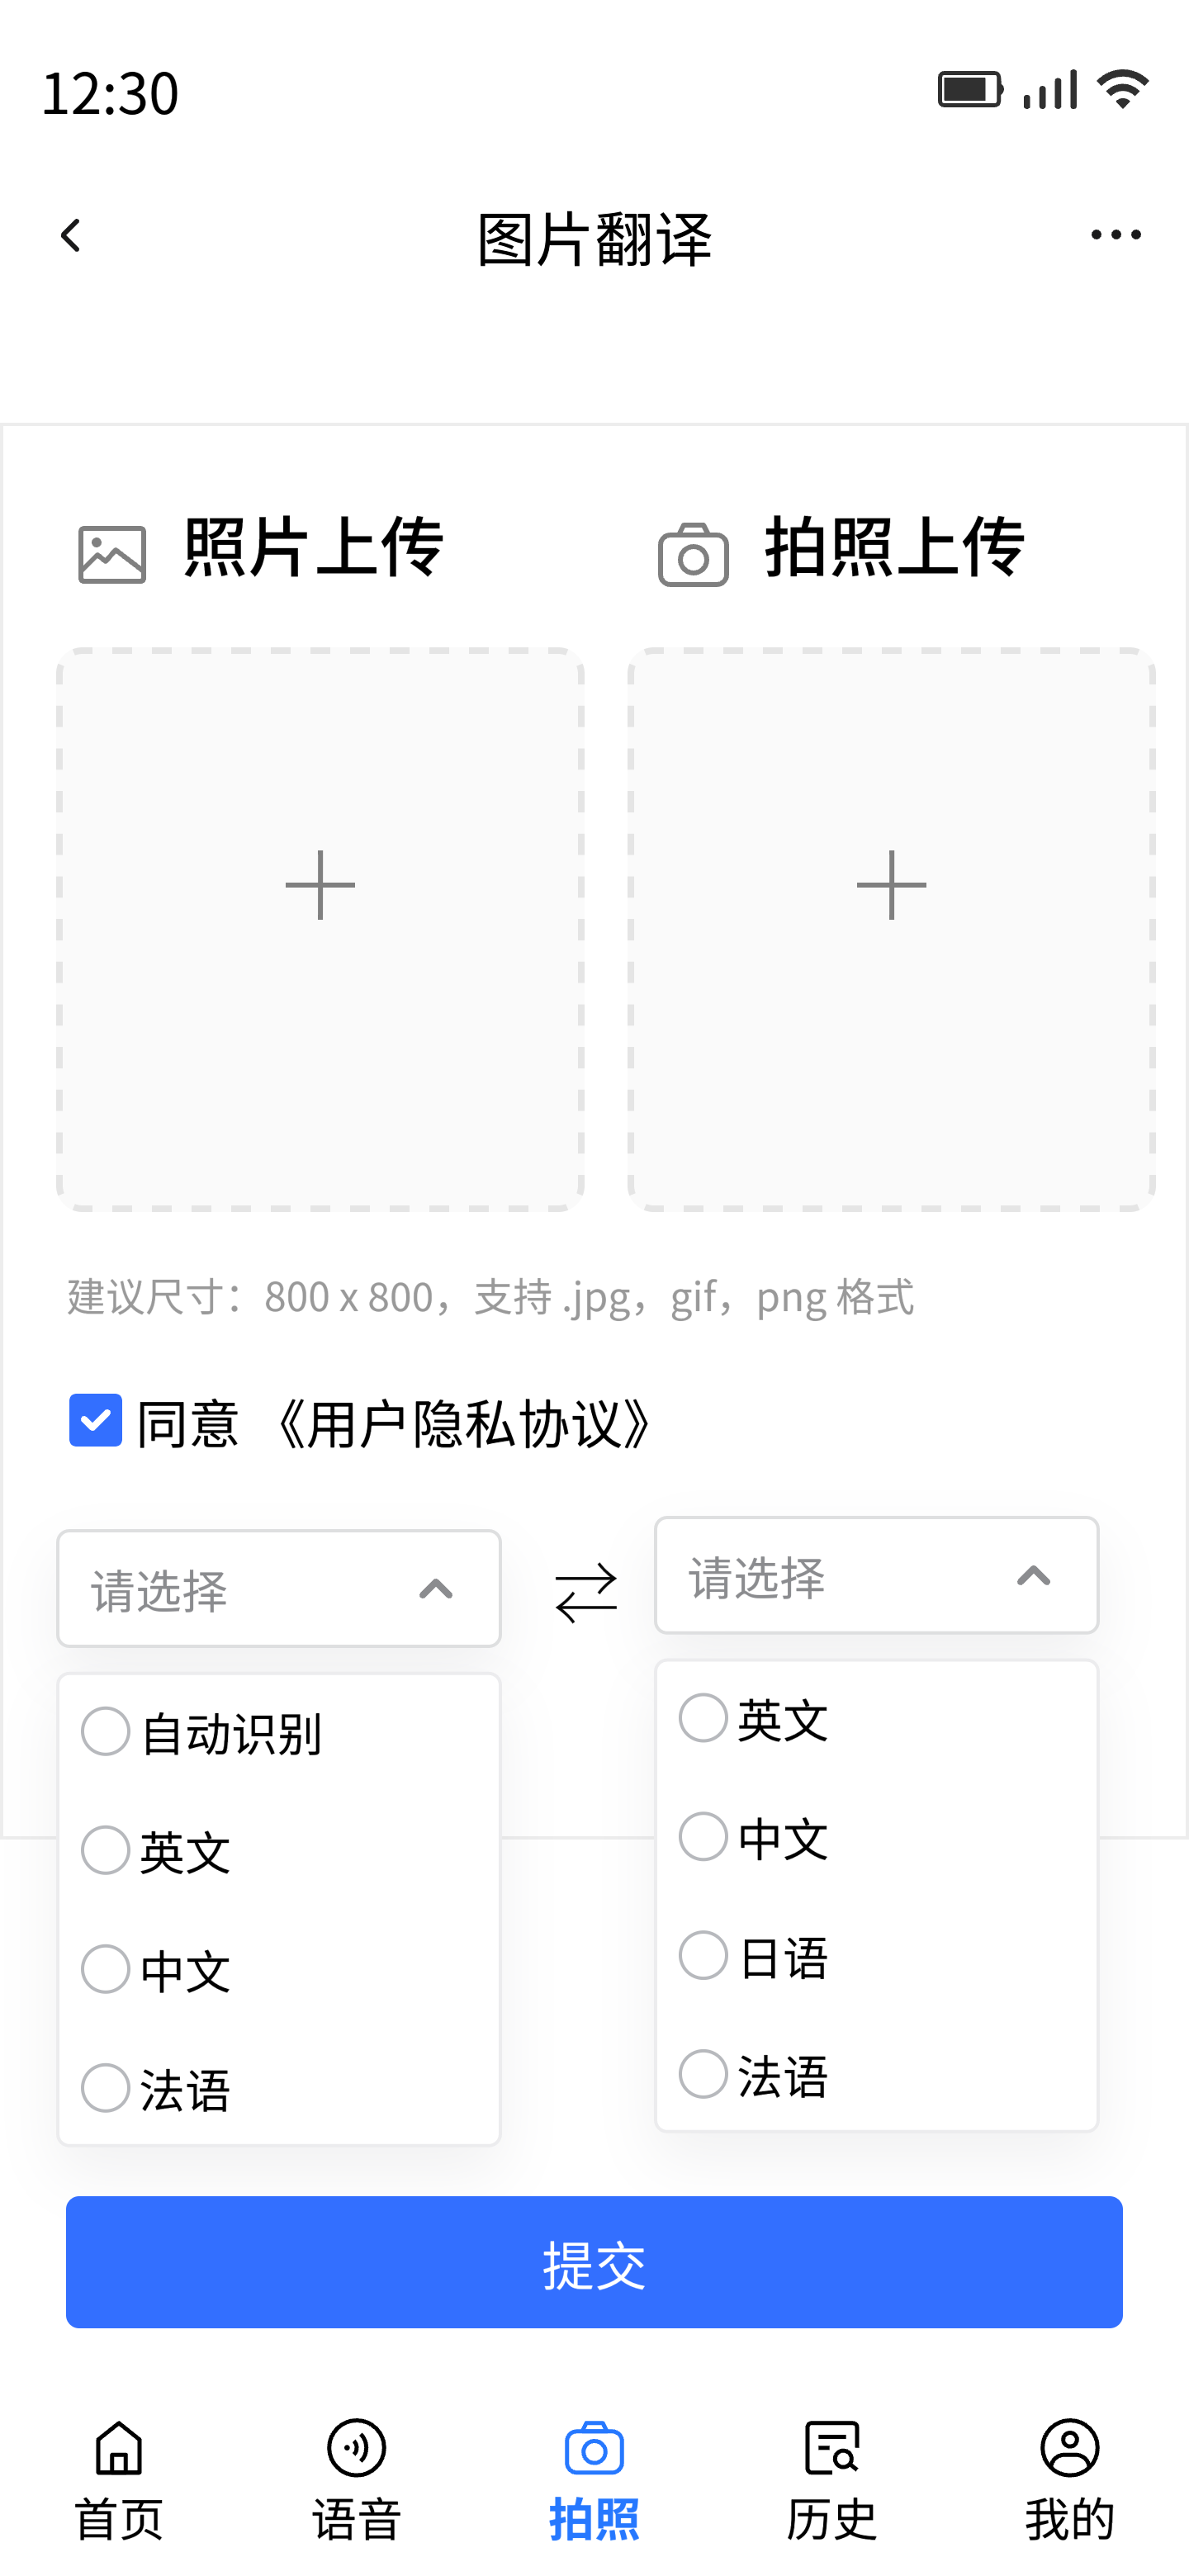 12:30
图片翻译
照片上传
拍照上传
建议尺寸：800 x 800，支持 .jpg，gif，png 格式
同意 《用户隐私协议》
请选择
请选择
自动识别
英文
中文
法语
英文
中文
日语
法语
提交
首页
语音
拍照
历史
我的